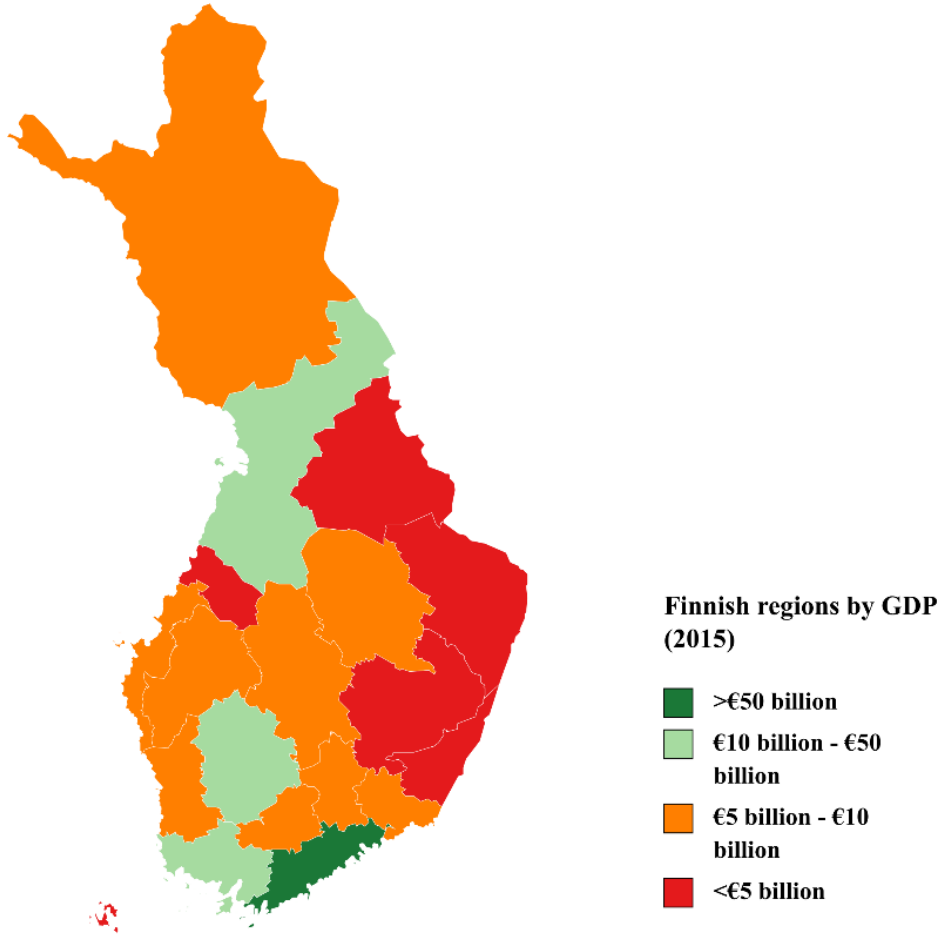 Finnish regions by GDP
(2015)
>€50 billion
€10 billion - €50
billion
€5 billion - €10
billion
<€5 billion